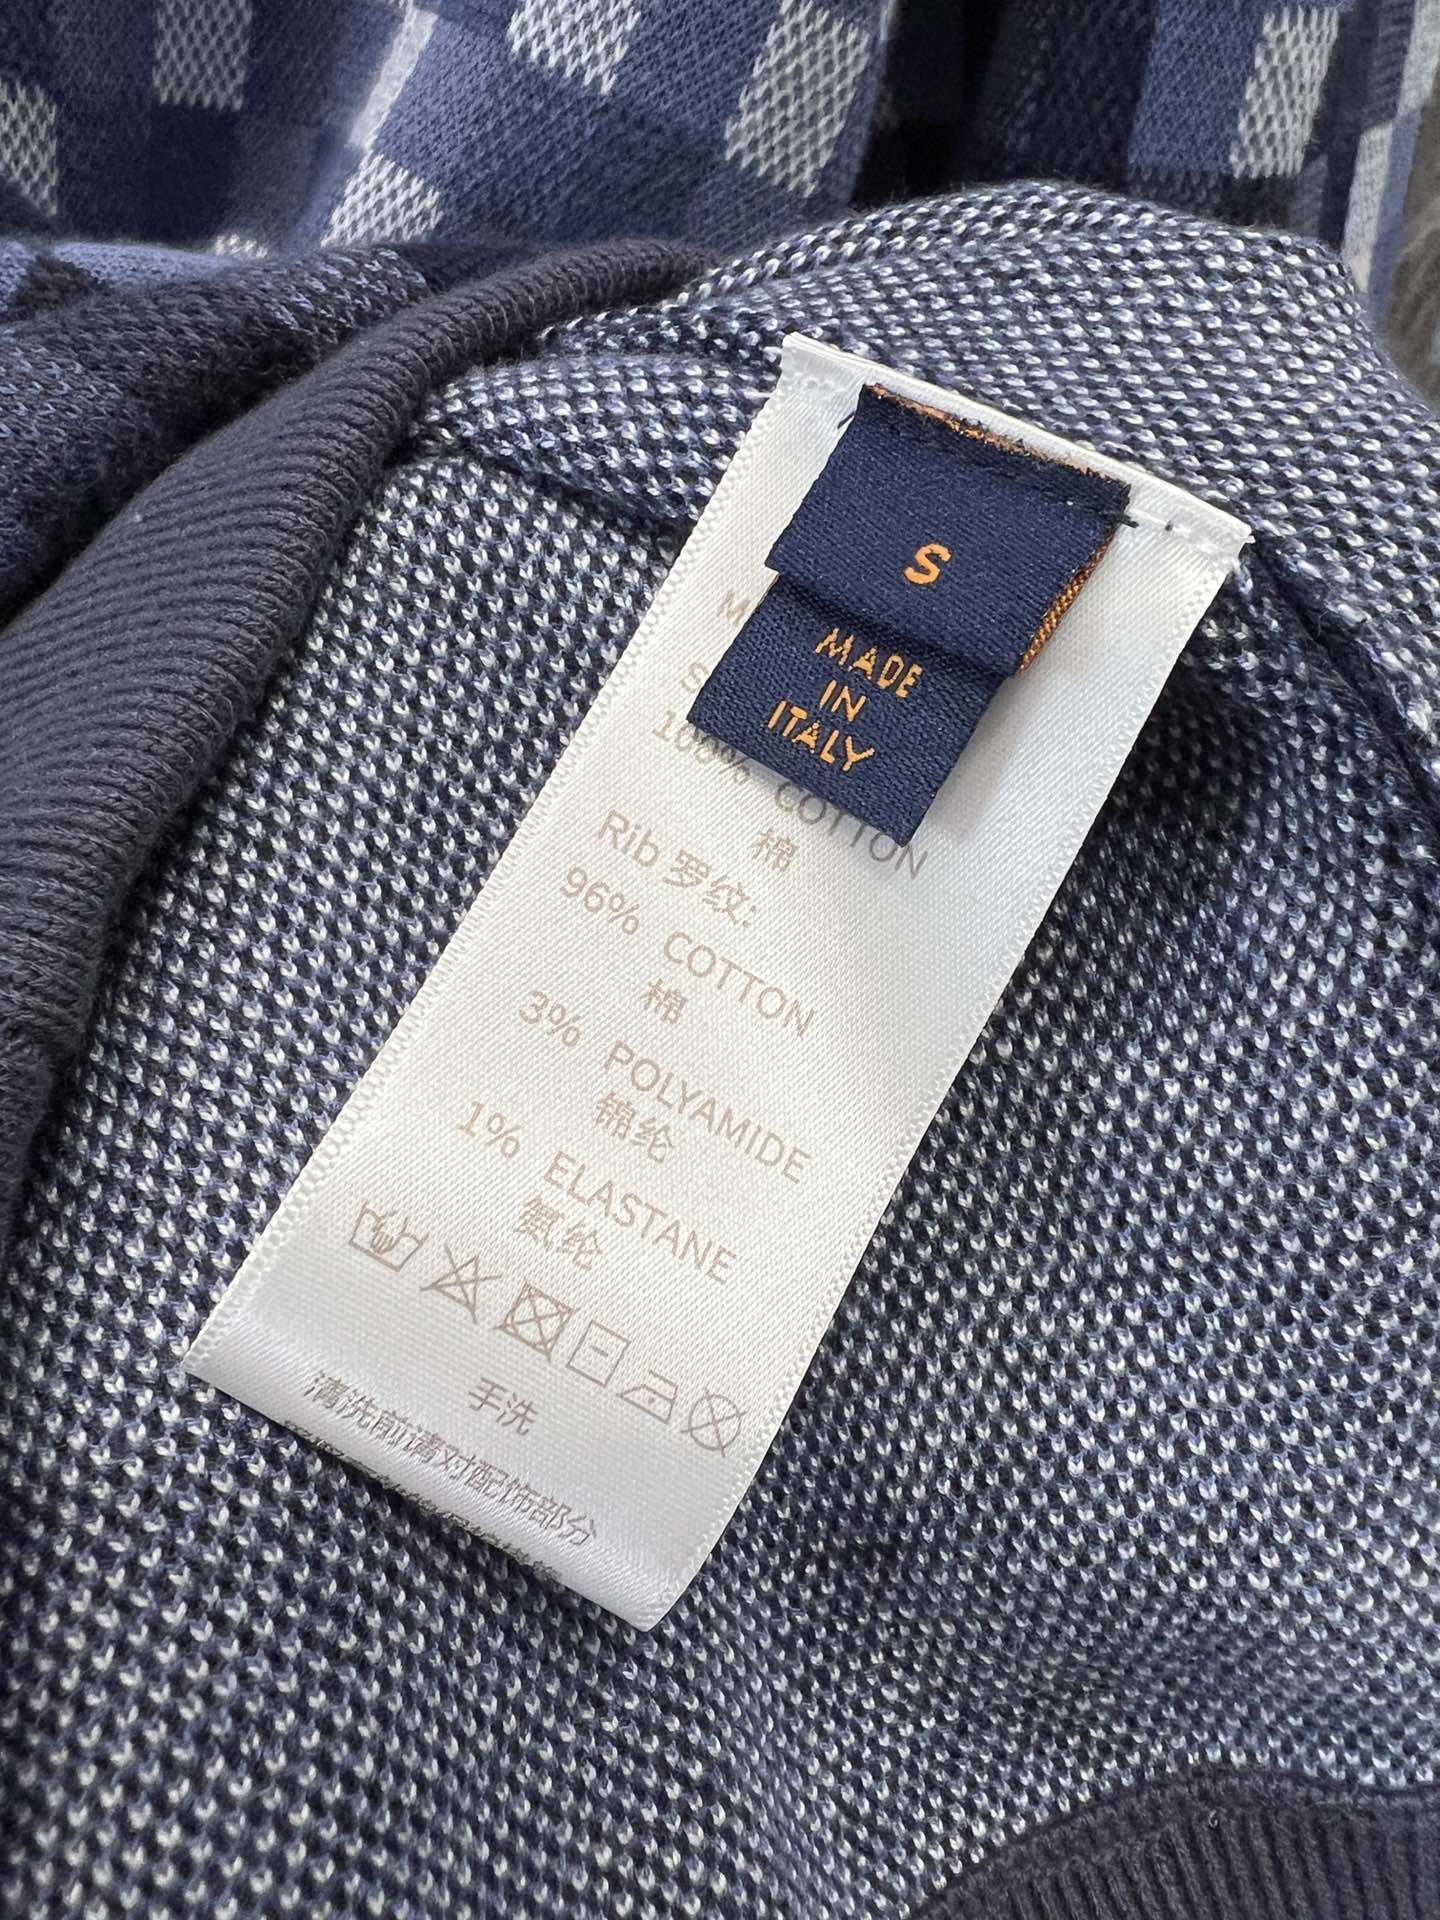 S
MADE
IN
ITALY
100% COTTON
棉
Rib 罗纹:
96% COTTON
棉
3% POLYAMIDE
锦纶
1% ELASTANE
氨纶
手洗
清洗前请对配饰部分